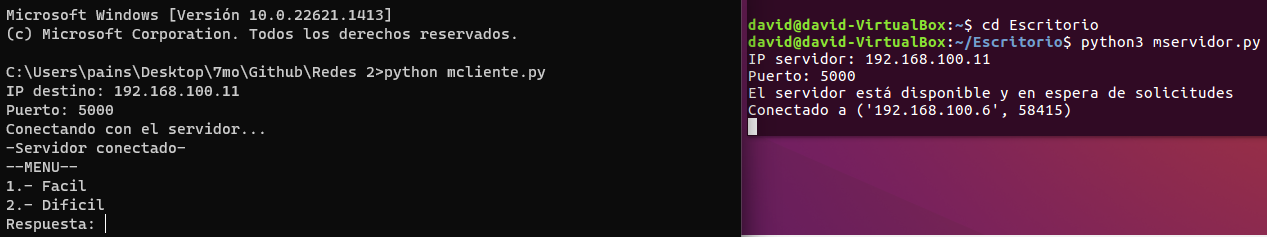 Microsoft Windows [Versión 10.0.22621.1413]
(c) Microsoft Corporation. Todos los derechos reservados.
C:\Users\pains\Desktop\7mo\Github\Redes 2>python mcliente.py
IP destino: 192.168.100.11
Puerto: 5000
Conectando con el servidor...
-Servidor conectado-
--MENU--
1.- Facil
2.- Dificil
Respuesta:
david@david-VirtualBox:~$ cd Escritorio
david@david-VirtualBox:~/Escritorio$ python3 mservidor.py
IP servidor: 192.168.100.11
Puerto: 5000
El servidor está disponible y en espera de solicitudes
Conectado a ('192.168.100.6', 58415)